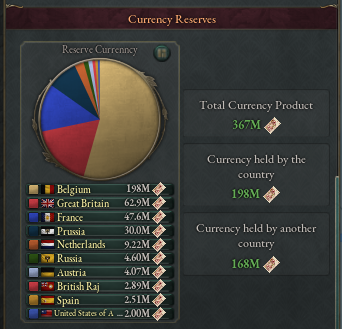 Currency Reserves
Reserve Currenncy
Belgium 198M
Great Britain 62.9M
France 47.6M
Prussia 30.0M
Netherlands 9.22M
Russia 4.60M
Austria 4.07M
British Raj 2.89M
Spain 2.51M
United States of A ... 2.00M
Total Currency Product
367M
Currency held by the
country
198M
Currency held by another
country
168M